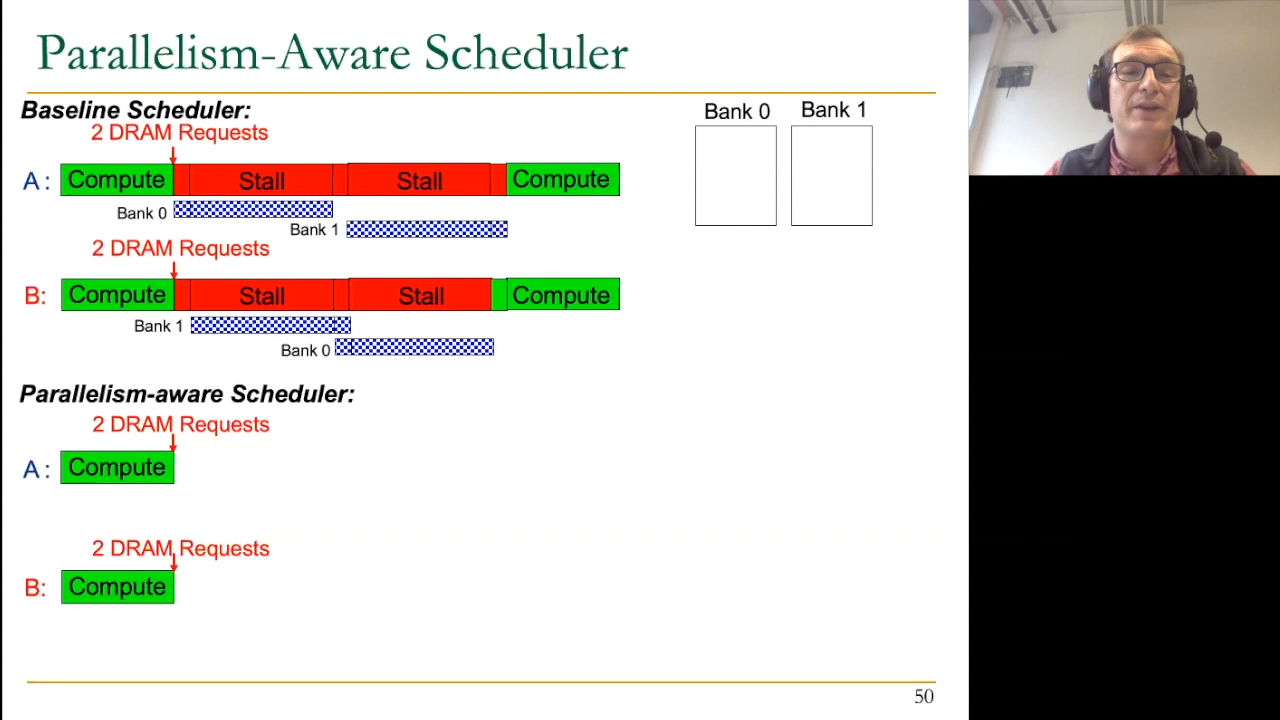 Parallelism-Aware Scheduler
Baseline Scheduler:
2 DRAM Requests
Bank 0 Bank 1
A : Compute Stall Stall Compute
Bank 0
Bank 1
2 DRAM Requests
B: Compute Stall Stall Compute
Bank 1
Bank 0
Parallelism-aware Scheduler:
2 DRAM Requests
A : Compute
2 DRAM Requests
B: Compute
50